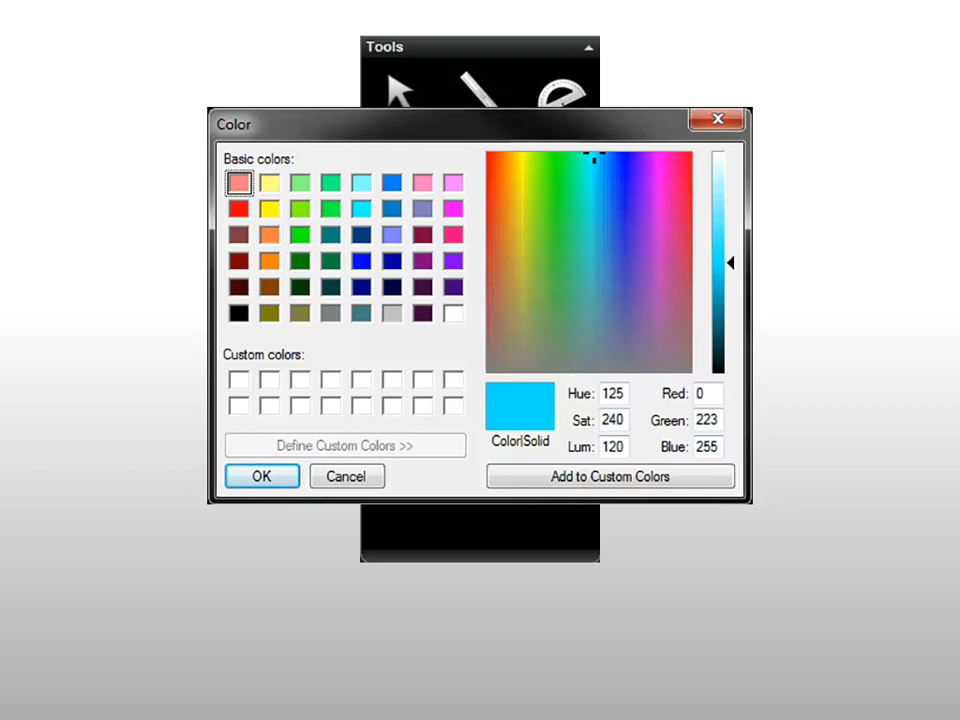 Tools
Color
Basic colors:
Custom colors:
Define Custom Colors >>
OK Cancel
Color|Solid
Hue: 125 Red: 0
Sat: 240 Green: 223
Lum: 120 Blue: 255
Add to Custom Colors